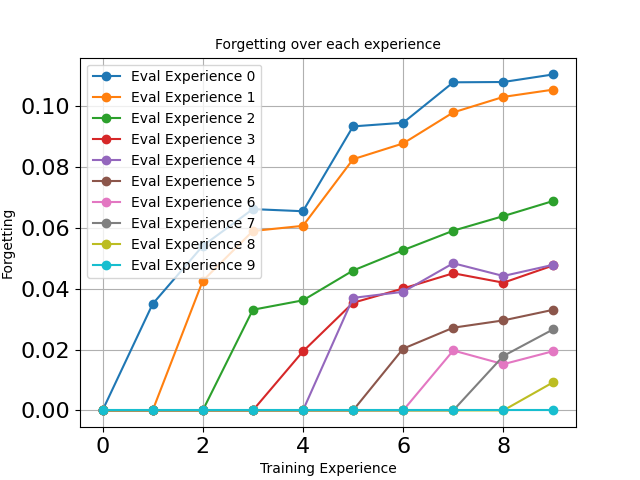 Forgetting over each experience
Eval Experience 0
Eval Experience 1
Eval Experience 2
Eval Experience 3
Eval Experience 4
Eval Experience 5
Eval Experience 6
Eval Experience 7
Eval Experience 8
Eval Experience 9
0.10
0.08
0.06
0.04
0.02
0.00
Forgetting
0 2 4 6 8
Training Experience